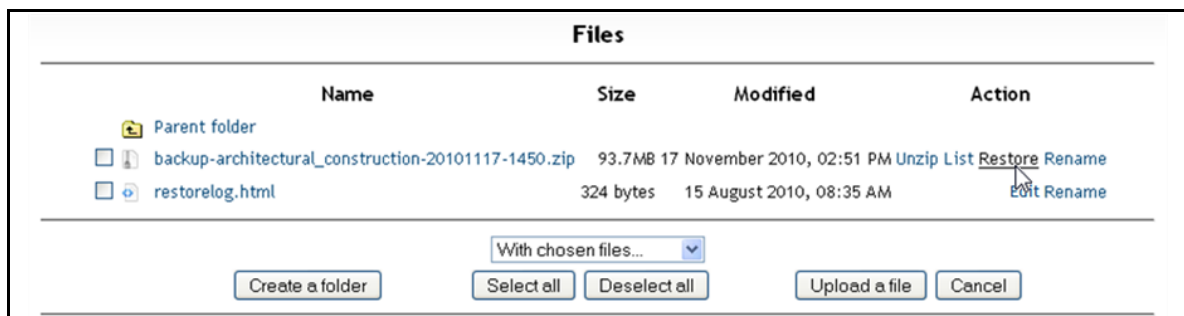 Files
Name Size Modified Action
Parent folder
backup-architectural_construction-20101117-1450.zip 93.7MB 17 November 2010, 02:51 PM Unzip List Restore Rename
restorelog.html 324 bytes 15 August 2010, 08:35 AM Edit Rename
With chosen files...
Create a folder Select all Deselect all Upload a file Cancel